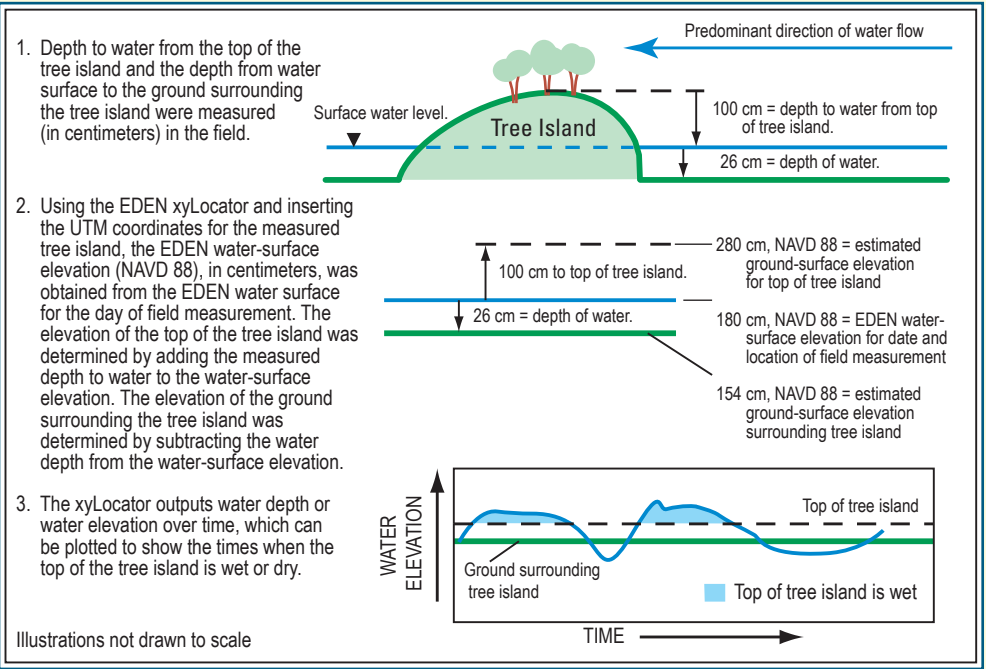 1. Depth to water from the top of the
tree island and the depth from water
surface to the ground surrounding
the tree island were measured
(in centimeters) in the field.
Predominant direction of water flow
Surface water level.
Tree Island
100 cm = depth to water from top
of tree island.
26 cm = depth of water.
2. Using the EDEN xyLocator and inserting
the UTM coordinates for the measured
tree island, the EDEN water-surface
elevation (NAVD 88), in centimeters, was
obtained from the EDEN water surface
for the day of field measurement. The
elevation of the top of the tree island was
determined by adding the measured
depth to water to the water-surface
elevation. The elevation of the ground
surrounding the tree island was
determined by subtracting the water
depth from the water-surface elevation.
100 cm to top of tree island.
26 cm = depth of water.
280 cm, NAVD 88 = estimated
ground-surface elevation
for top of tree island
180 cm, NAVD 88 = EDEN water-
surface elevation for date and
location of field measurement
154 cm, NAVD 88 = estimated
ground-surface elevation
surrounding tree island
3. The xyLocator outputs water depth or
water elevation over time, which can
be plotted to show the times when the
top of the tree island is wet or dry.
WATER
ELEVATION
Top of tree island
Ground surrounding
tree island
Top of tree island is wet
TIME
Illustrations not drawn to scale